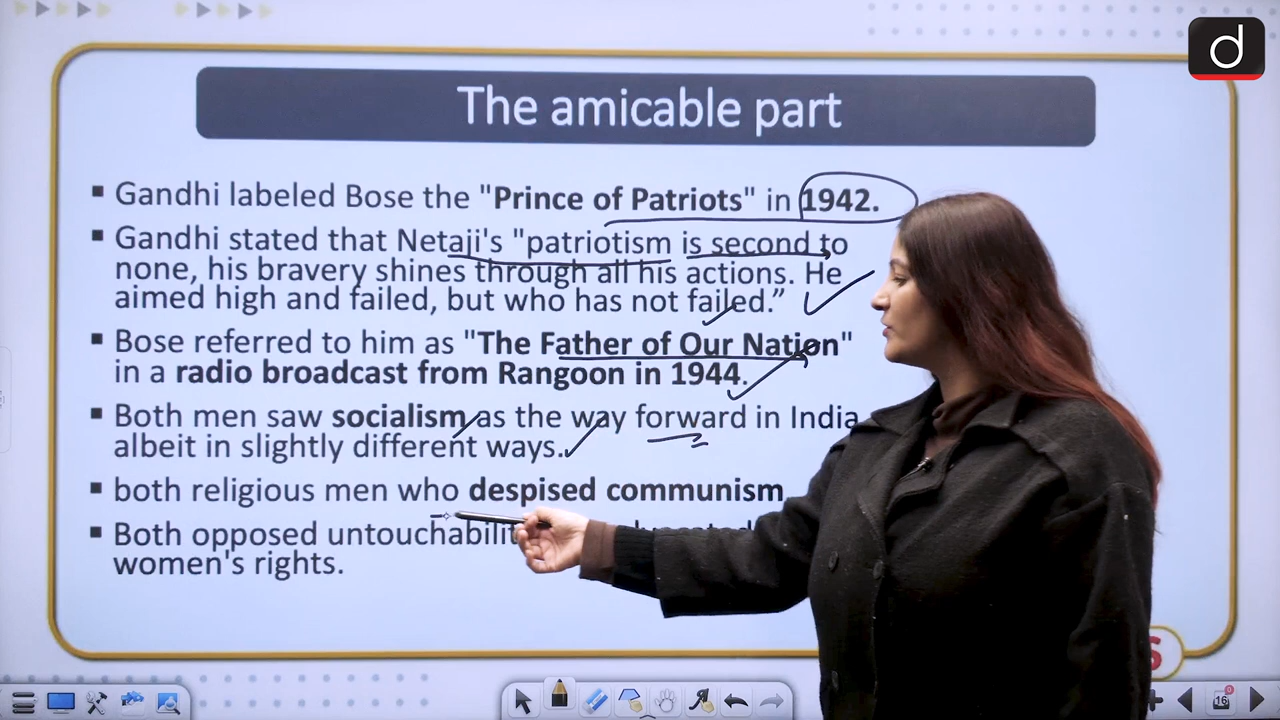 d
The amicable part
▪ Gandhi labeled Bose the "Prince of Patriots" in 1942.
▪ Gandhi stated that Netaji's "patriotism is second to
none, his bravery shines through all his actions. He
aimed high and failed, but who has not failed.”
▪ Bose referred to him as "The Father of Our Nation"
in a radio broadcast from Rangoon in 1944.
▪ Both men saw socialism as the way forward in India
albeit in slightly different ways.
▪ both religious men who despised communism
▪ Both opposed
women's rights.
16